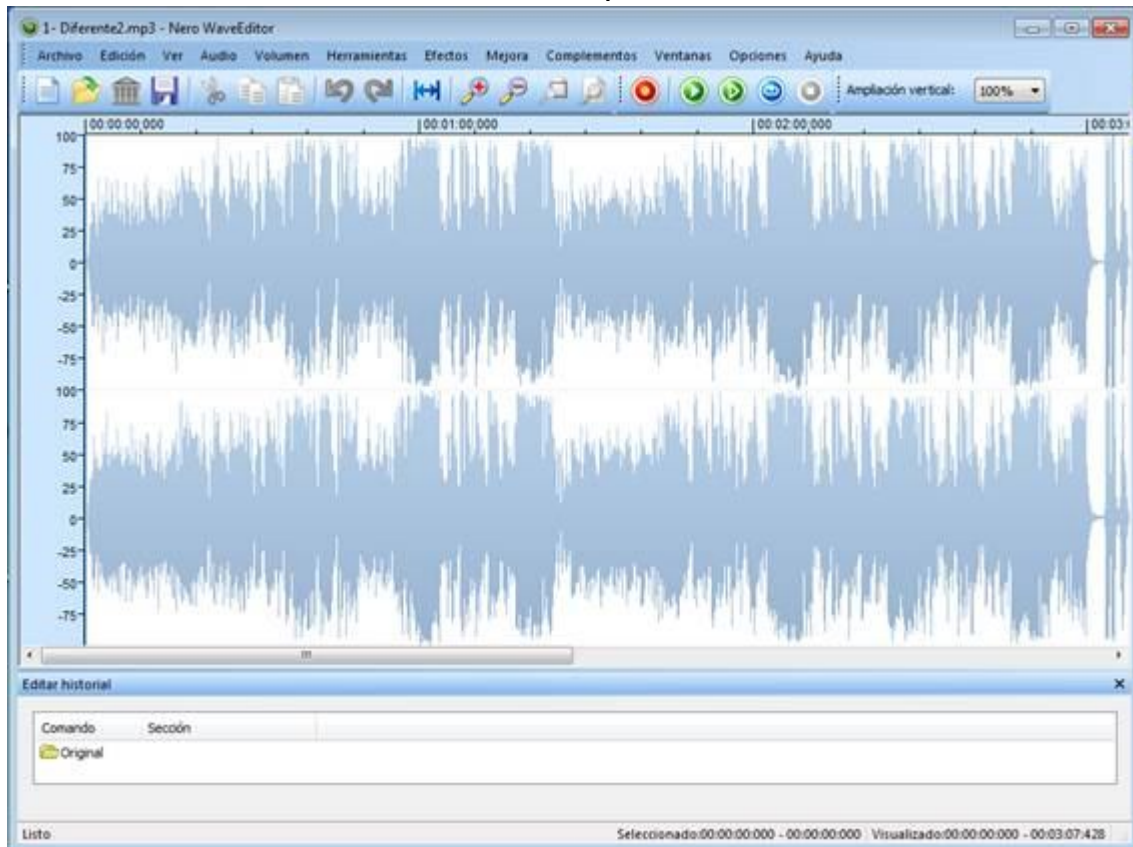 1- Diferente2.mp3 - Nero WaveEditor
Archivo Edición Ver Audio Volumen Herramientas Efectos Mejora Complementos Ventanas Opciones Ayuda
Ampliación vertical: 100%
00:00:00,000 00:01:00,000 00:02:00,000 00:03:
100
75
50
25
0
-25
-50
-75
100
75
50
25
0
-25
-50
-75
Editar historial
Comando Sección
Original
Listo Seleccionado:00:00:00:000 - 00:00:00:000 Visualizado:00:00:00:000 - 00:03:07:428